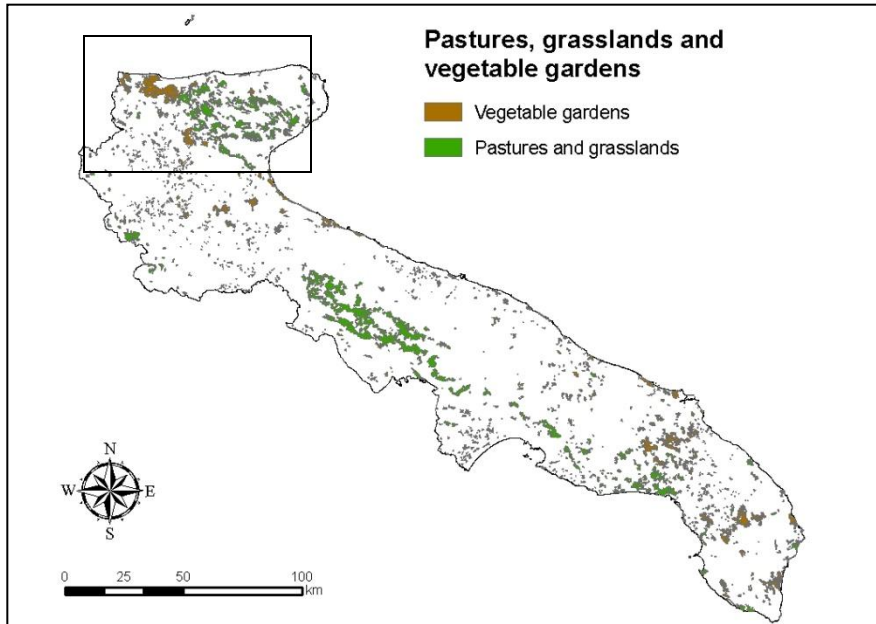 Pastures, grasslands and
vegetable gardens
Vegetable gardens
Pastures and grasslands
N
W E
S
0 25 50 100
km